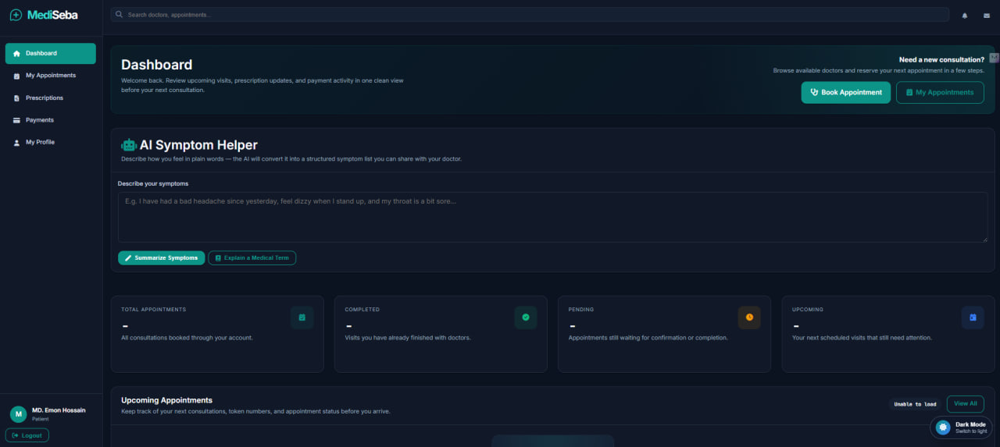 MediSeba
Search doctors, appointments...
Dashboard
My Appointments
Prescriptions
Payments
My Profile
MD. Emon Hossain
M
Patient
Logout
Dashboard
Welcome back. Review upcoming visits, prescription updates, and payment activity in one clean view
before your next consultation.
Need a new consultation?
Browse available doctors and reserve your next appointment in a few steps.
Book Appointment
My Appointments
AI Symptom Helper
Describe how you feel in plain words — the AI will convert it into a structured symptom list you can share with your doctor.
Describe your symptoms
E.g. I have had a bad headache since yesterday, feel dizzy when I stand up, and my throat is a bit sore...
Summarize Symptoms
Explain a Medical Term
TOTAL APPOINTMENTS
-
All consultations booked through your account.
COMPLETED
-
Visits you have already finished with doctors.
PENDING
-
Appointments still waiting for confirmation or completion.
UPCOMING
-
Your next scheduled visits that still need attention.
Upcoming Appointments
Keep track of your next consultations, token numbers, and appointment status before you arrive.
Unable to load
View All
Dark Mode
Switch to light